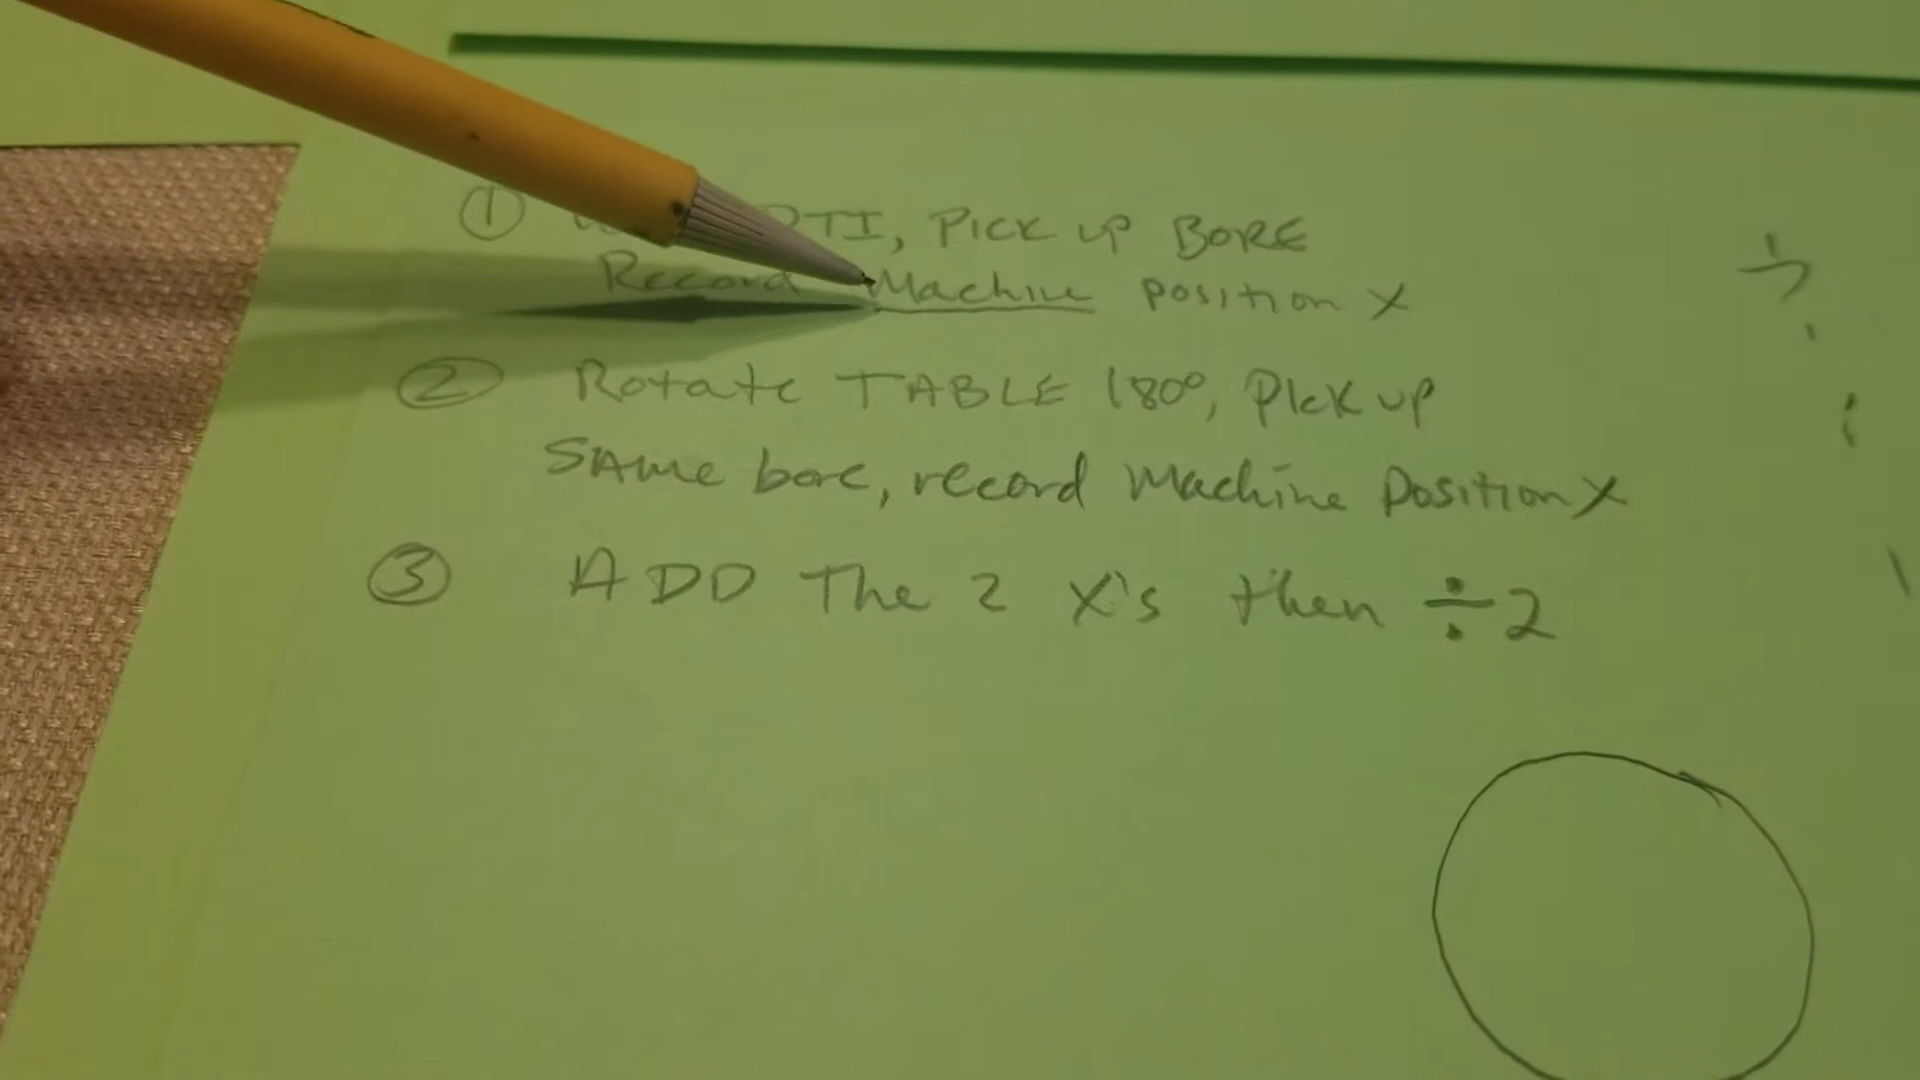 ① PTI, PICK UP BORE
Record Machine position X
② Rotate TABLE 180°, PICK UP
SAMe bore, record Machine Position X
③ ADD The 2 X's then ÷2